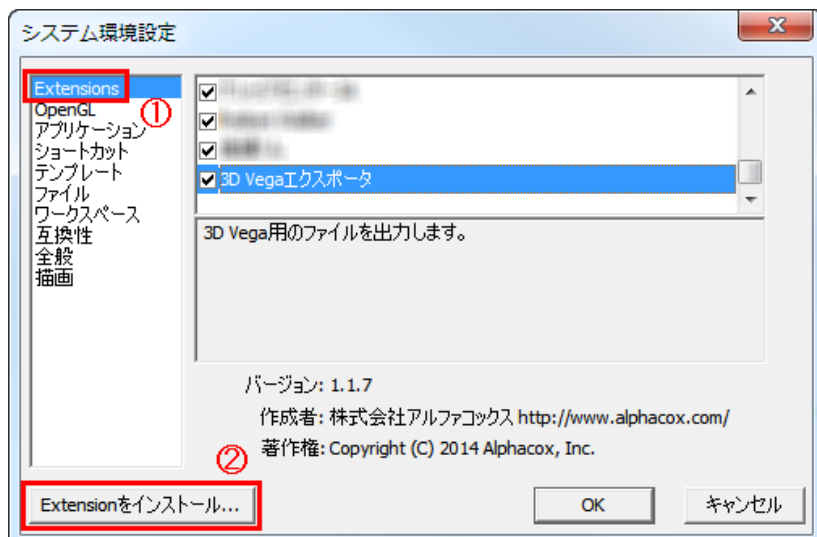 システム環境設定
Extensions
①
OpenGL
アプリケーション
ショートカット
テンプレート
ファイル
ワークスペース
互換性
全般
描画
3D Vegaエクスポータ
3D Vega用のファイルを出力します。
バージョン: 1.1.7
作成者: 株式会社アルファコックス http://www.alphacox.com/
著作権: Copyright (C) 2014 Alphacox, Inc.
②
Extensionをインストール...
OK
キャンセル